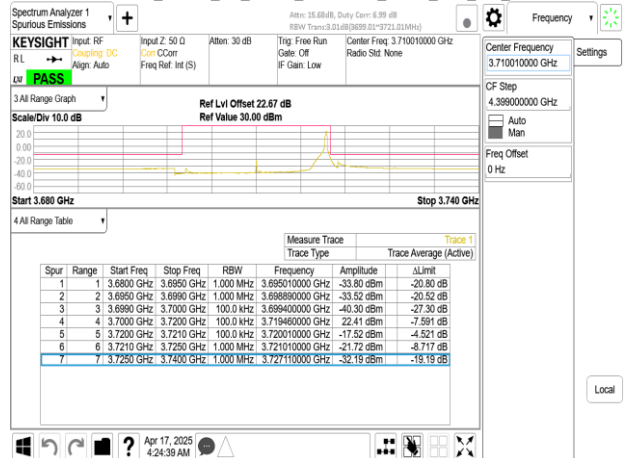 Spectrum Analyzer 1
Spurious Emissions
Attn: 15.68dB, Duty Corr: 6.99 dB
RBW Trans:3.01dB(3699.01~3721.01MHz)
Frequency
KEYSIGHT
RL
LXI
PASS
Input: RF
Coupling: DC
Align: Auto
Input Z: 50 Ω
Corr CCorr
Freq Ref: Int (S)
Atten: 30 dB
Trig: Free Run
Gate: Off
IF Gain: Low
Center Freq: 3.710010000 GHz
Radio Std: None
Center Frequency
3.710010000 GHz
Settings
CF Step
4.399000000 GHz
Auto
Man
Freq Offset
0 Hz
3 All Range Graph
Scale/Div 10.0 dB
Ref Lvl Offset 22.67 dB
Ref Value 30.00 dBm
20.0
0.00
-20.0
-40.0
-60.0
Start 3.680 GHz
Stop 3.740 GHz
4 All Range Table
Measure Trace Trace 1
Trace Type Trace Average (Active)
Spur Range Start Freq Stop Freq RBW Frequency Amplitude ΔLimit
1 1 3.6800 GHz 3.6950 GHz 1.000 MHz 3.695010000 GHz -33.80 dBm -20.80 dB
2 2 3.6950 GHz 3.6990 GHz 1.000 MHz 3.698890000 GHz -33.52 dBm -20.52 dB
3 3 3.6990 GHz 3.7000 GHz 100.0 kHz 3.699400000 GHz -40.30 dBm -27.30 dB
4 4 3.7000 GHz 3.7200 GHz 100.0 kHz 3.719460000 GHz 22.41 dBm -7.591 dB
5 5 3.7200 GHz 3.7210 GHz 100.0 kHz 3.720010000 GHz -17.52 dBm -4.521 dB
6 6 3.7210 GHz 3.7250 GHz 1.000 MHz 3.721010000 GHz -21.72 dBm -8.717 dB
7 7 3.7250 GHz 3.7400 GHz 1.000 MHz 3.727110000 GHz -32.19 dBm -19.19 dB
Local
?
Apr 17, 2025
4:24:39 AM